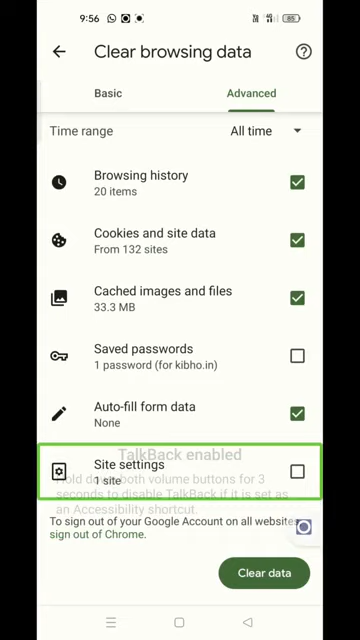 9:56
85
Clear browsing data
Basic
Advanced
Time range
All time
Browsing history
20 items
Cookies and site data
From 132 sites
Cached images and files
33.3 MB
Saved passwords
1 password (for kibho.in)
Auto-fill form data
None
TalkBack enabled
Site settings
Hold down both volume buttons for 3
1 site
seconds to disable TalkBack if it is set as
an Accessibility shortcut.
To sign out of your Google Account on all website
sign out of Chrome.
Clear data